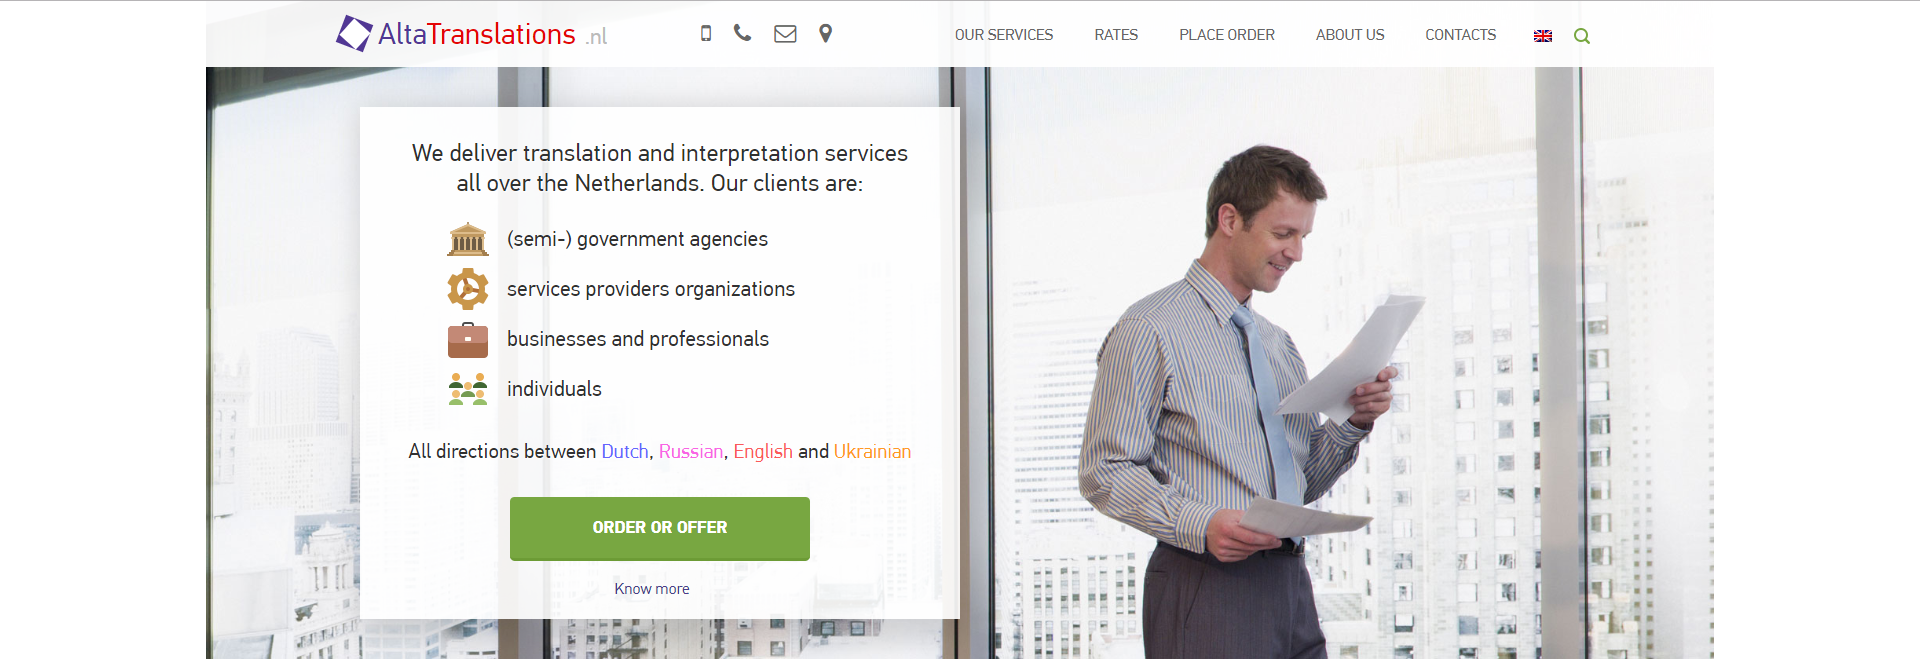 AltaTranslations .nl
OUR SERVICES RATES PLACE ORDER ABOUT US CONTACTS
We deliver translation and interpretation services
all over the Netherlands. Our clients are:
(semi-) government agencies
services providers organizations
businesses and professionals
individuals
All directions between Dutch, Russian, English and Ukrainian
ORDER OR OFFER
Know more